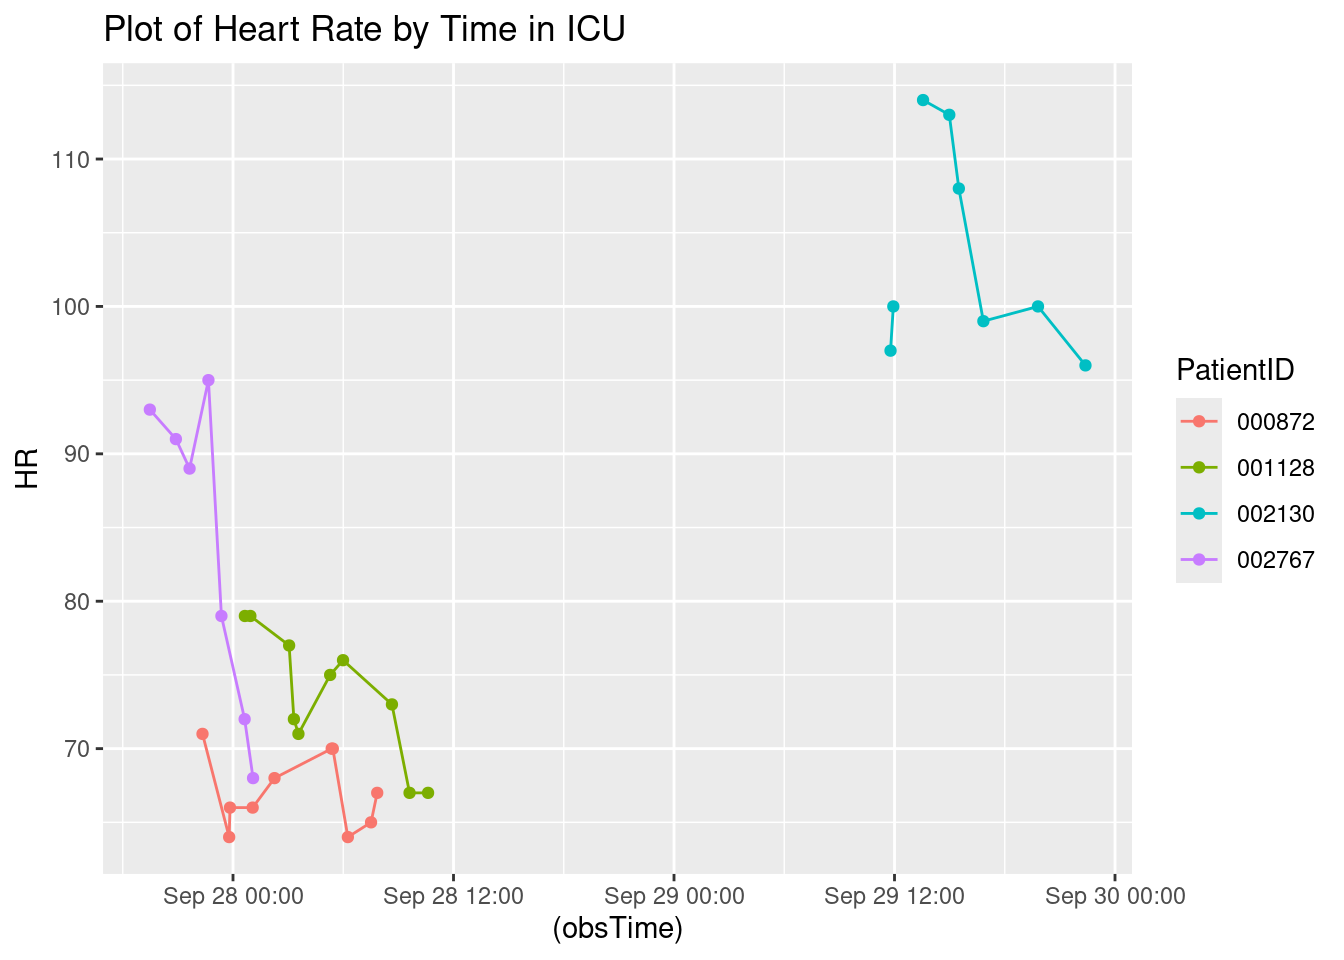 Plot of Heart Rate by Time in ICU
110
100
90
80
70
HR
Sep 28 00:00
Sep 28 12:00
Sep 29 00:00
Sep 29 12:00
Sep 30 00:00
(obsTime)
PatientID
000872
001128
002130
002767